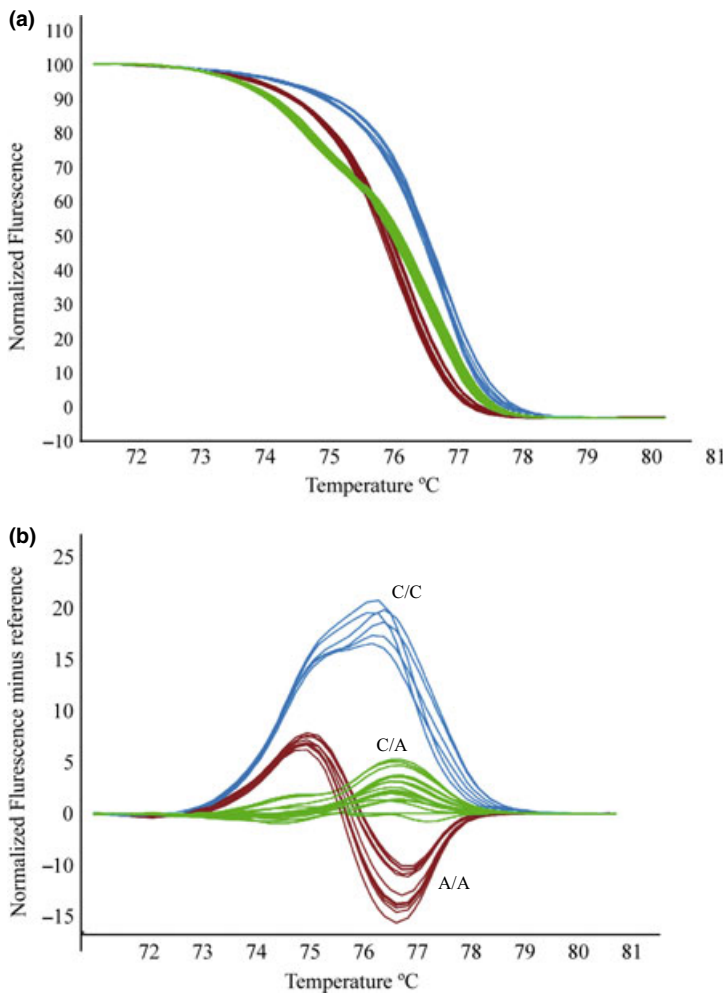 (a)
110
100
90
80
70
60
50
40
30
20
10
0
−10
Normalized Flurescence
72 73 74 75 76 77 78 79 80 81
Temperature ºC
(b)
25
20
15
10
5
0
−5
−10
−15
Normalized Flurescence minus reference
C/C
C/A
A/A
72 73 74 75 76 77 78 79 80 81
Temperature ºC